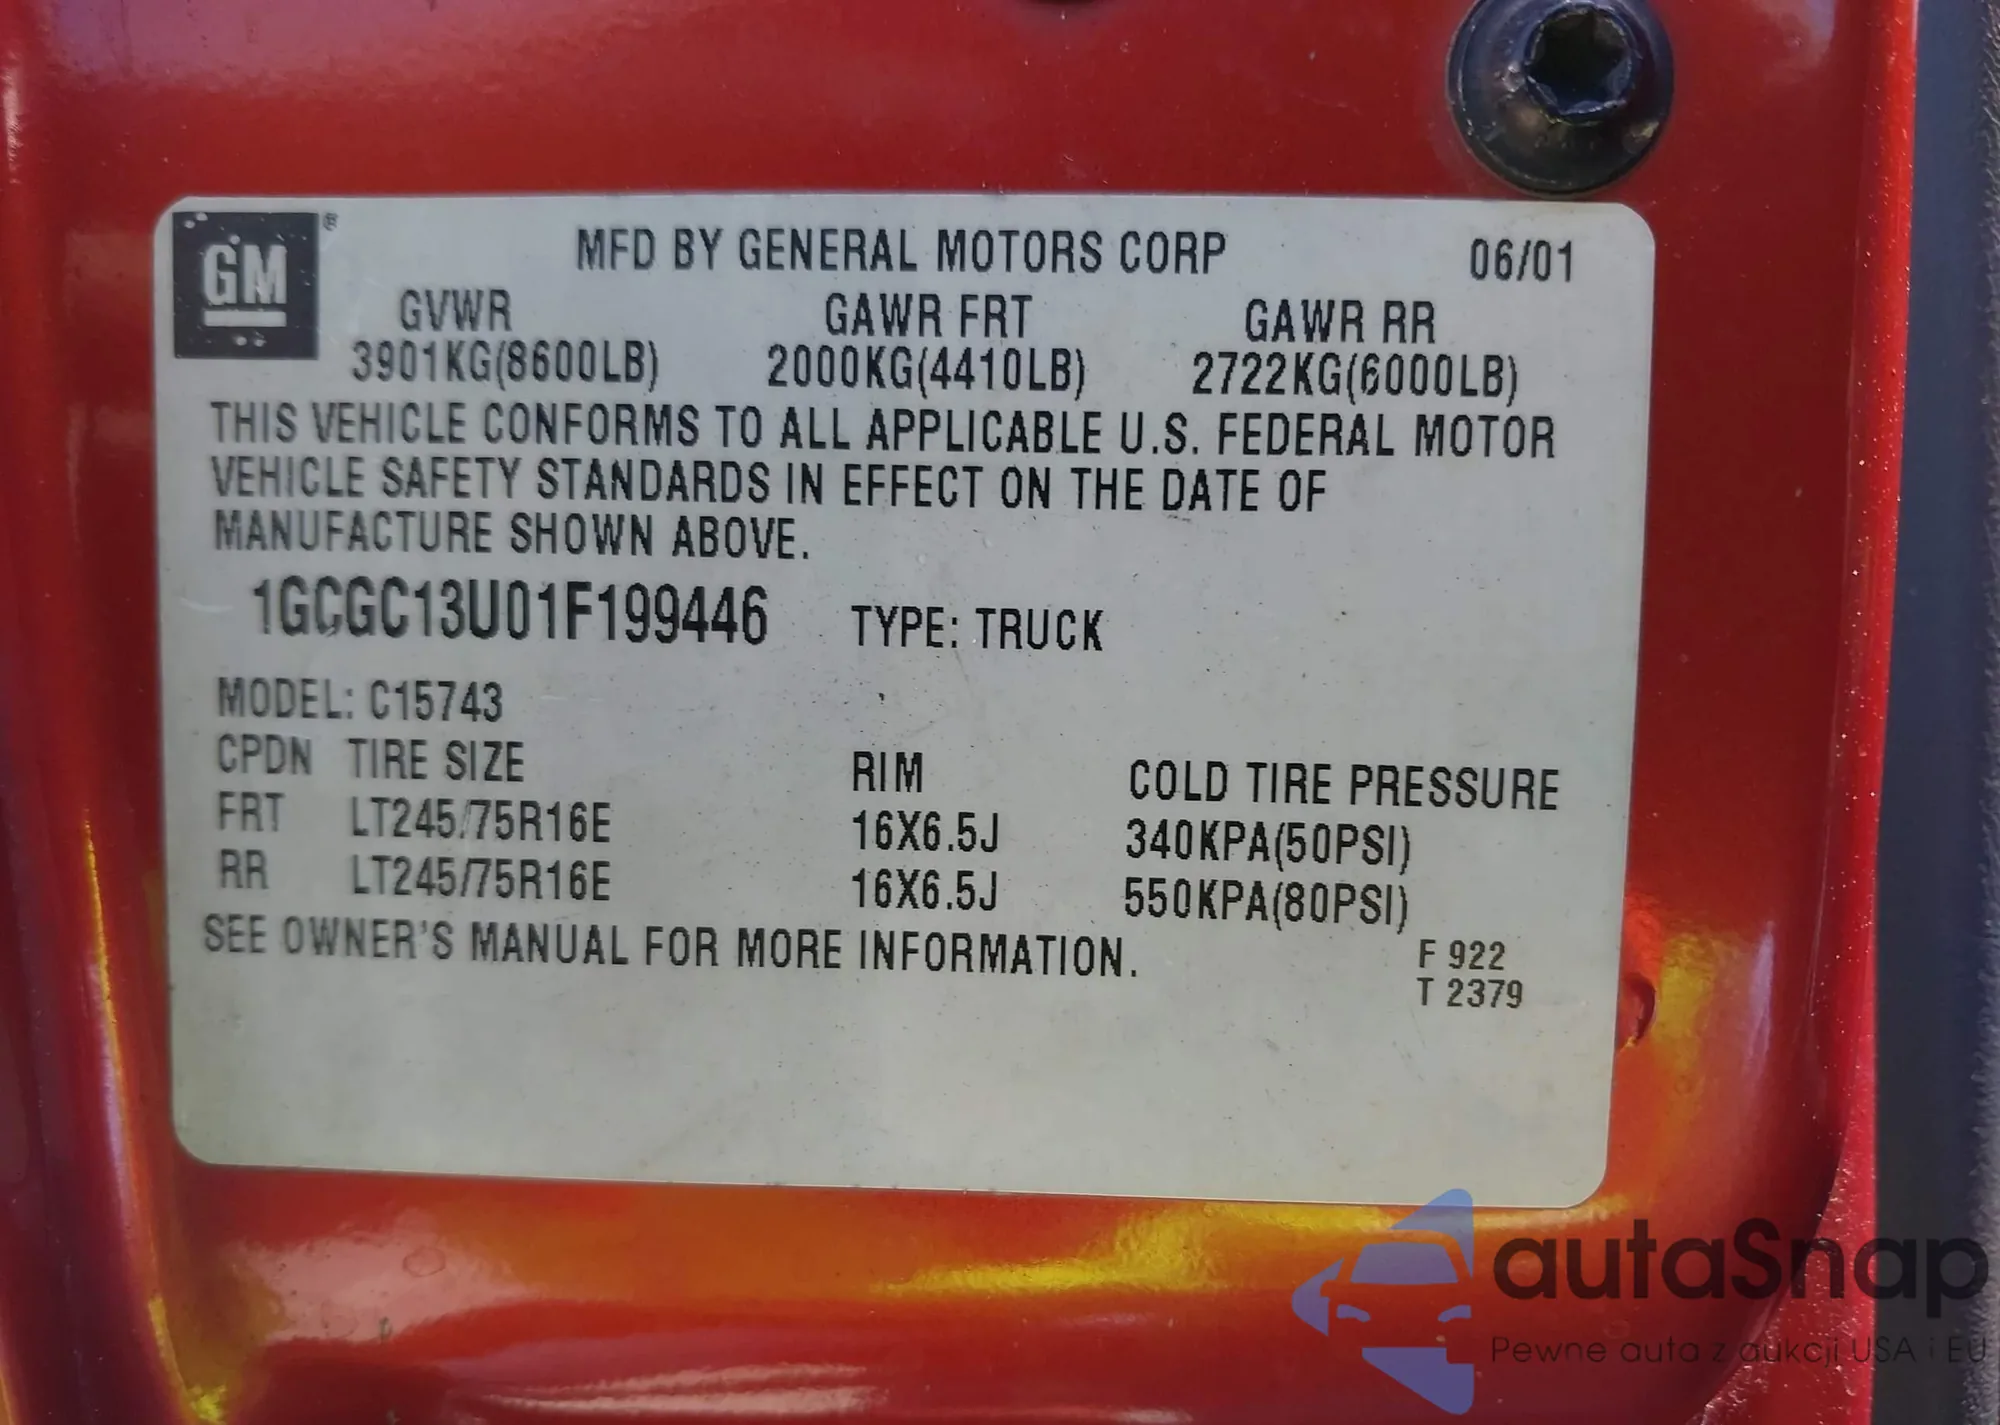 GM ®
MFD BY GENERAL MOTORS CORP 06/01
GVWR GAWR FRT GAWR RR
3901KG(8600LB) 2000KG(4410LB) 2722KG(6000LB)
THIS VEHICLE CONFORMS TO ALL APPLICABLE U.S. FEDERAL MOTOR
VEHICLE SAFETY STANDARDS IN EFFECT ON THE DATE OF
MANUFACTURE SHOWN ABOVE.
1GCGC13U01F199446 TYPE: TRUCK
MODEL: C15743
CPDN TIRE SIZE RIM COLD TIRE PRESSURE
FRT LT245/75R16E 16X6.5J 340KPA(50PSI)
RR LT245/75R16E 16X6.5J 550KPA(80PSI)
SEE OWNER'S MANUAL FOR MORE INFORMATION.
F 922
T 2379
autaSnap
Pewne auta z aukcji USA i EU